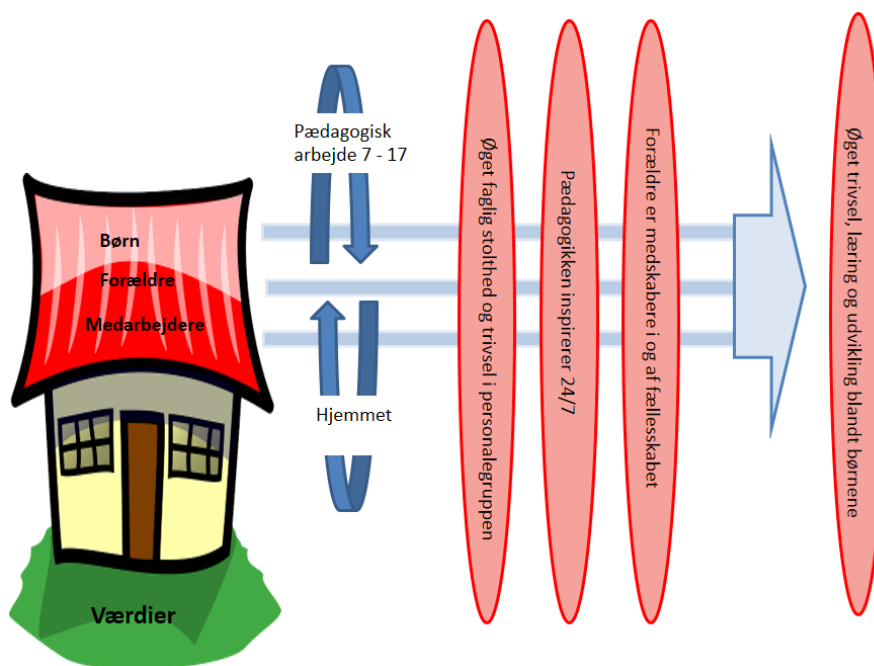 Børn
Forældre
Medarbejdere
Værdier
Pædagogisk
arbejde 7 - 17
Hjemmet
Øget faglig stolthed og trivsel i personalegruppen
Pædagogikken inspirerer 24/7
Forældre er medskabere i og af fællesskabet
Øget trivsel, læring og udvikling blandt børnene